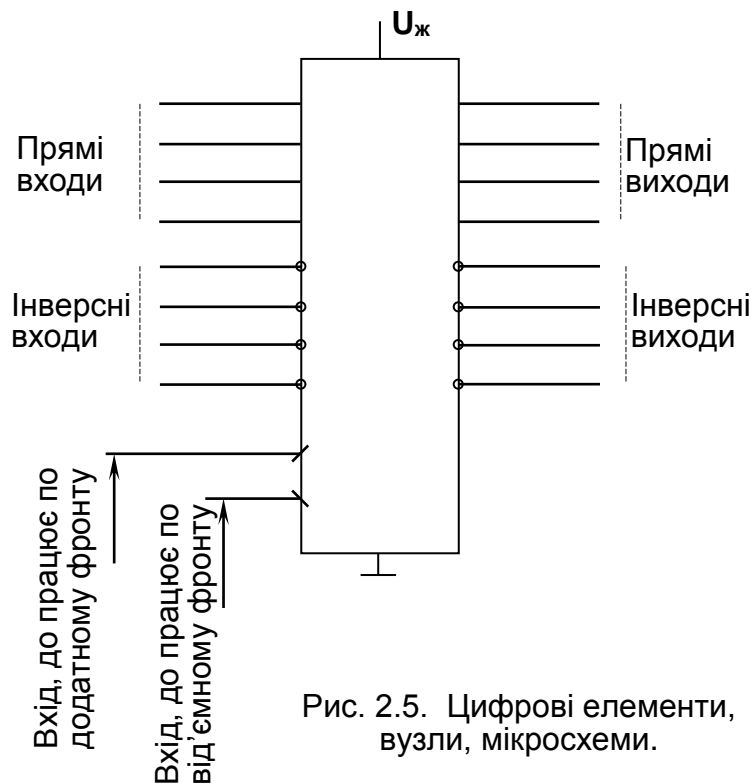 Uж
Прямі
входи
Прямі
виходи
Інверсні
входи
Інверсні
виходи
Вхід, до працює по
додатному фронту
Вхід, до працює по
від’ємному фронту
Рис. 2.5. Цифрові елементи,
вузли, мікросхеми.